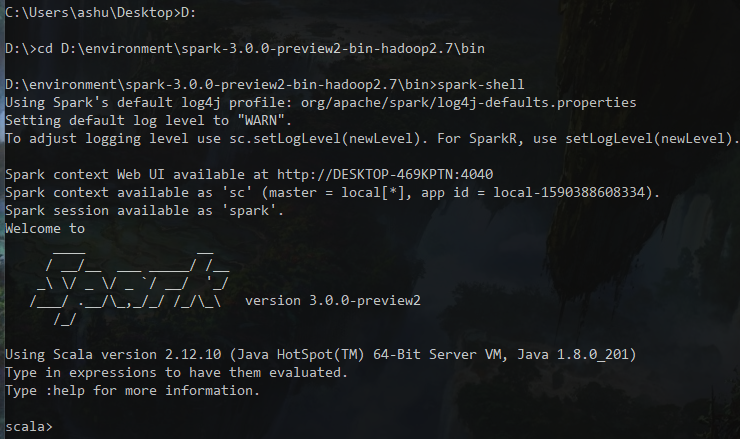 C:\Users\ashu\Desktop>D:
D:\>cd D:\environment\spark-3.0.0-preview2-bin-hadoop2.7\bin
D:\environment\spark-3.0.0-preview2-bin-hadoop2.7\bin>spark-shell
Using Spark's default log4j profile: org/apache/spark/log4j-defaults.properties
Setting default log level to "WARN".
To adjust logging level use sc.setLogLevel(newLevel). For SparkR, use setLogLevel(newLevel).
Spark context Web UI available at http://DESKTOP-469KPTN:4040
Spark context available as 'sc' (master = local[*], app id = local-1590388608334).
Spark session available as 'spark'.
Welcome to
      ____              __
     / __/__  ___ _____/ /__
    _\ \/ _ \/ _ `/ __/  '_/
   /___/ .__/\_,_/_/ /_/\_\   version 3.0.0-preview2
      /_/
Using Scala version 2.12.10 (Java HotSpot(TM) 64-Bit Server VM, Java 1.8.0_201)
Type in expressions to have them evaluated.
Type :help for more information.
scala>